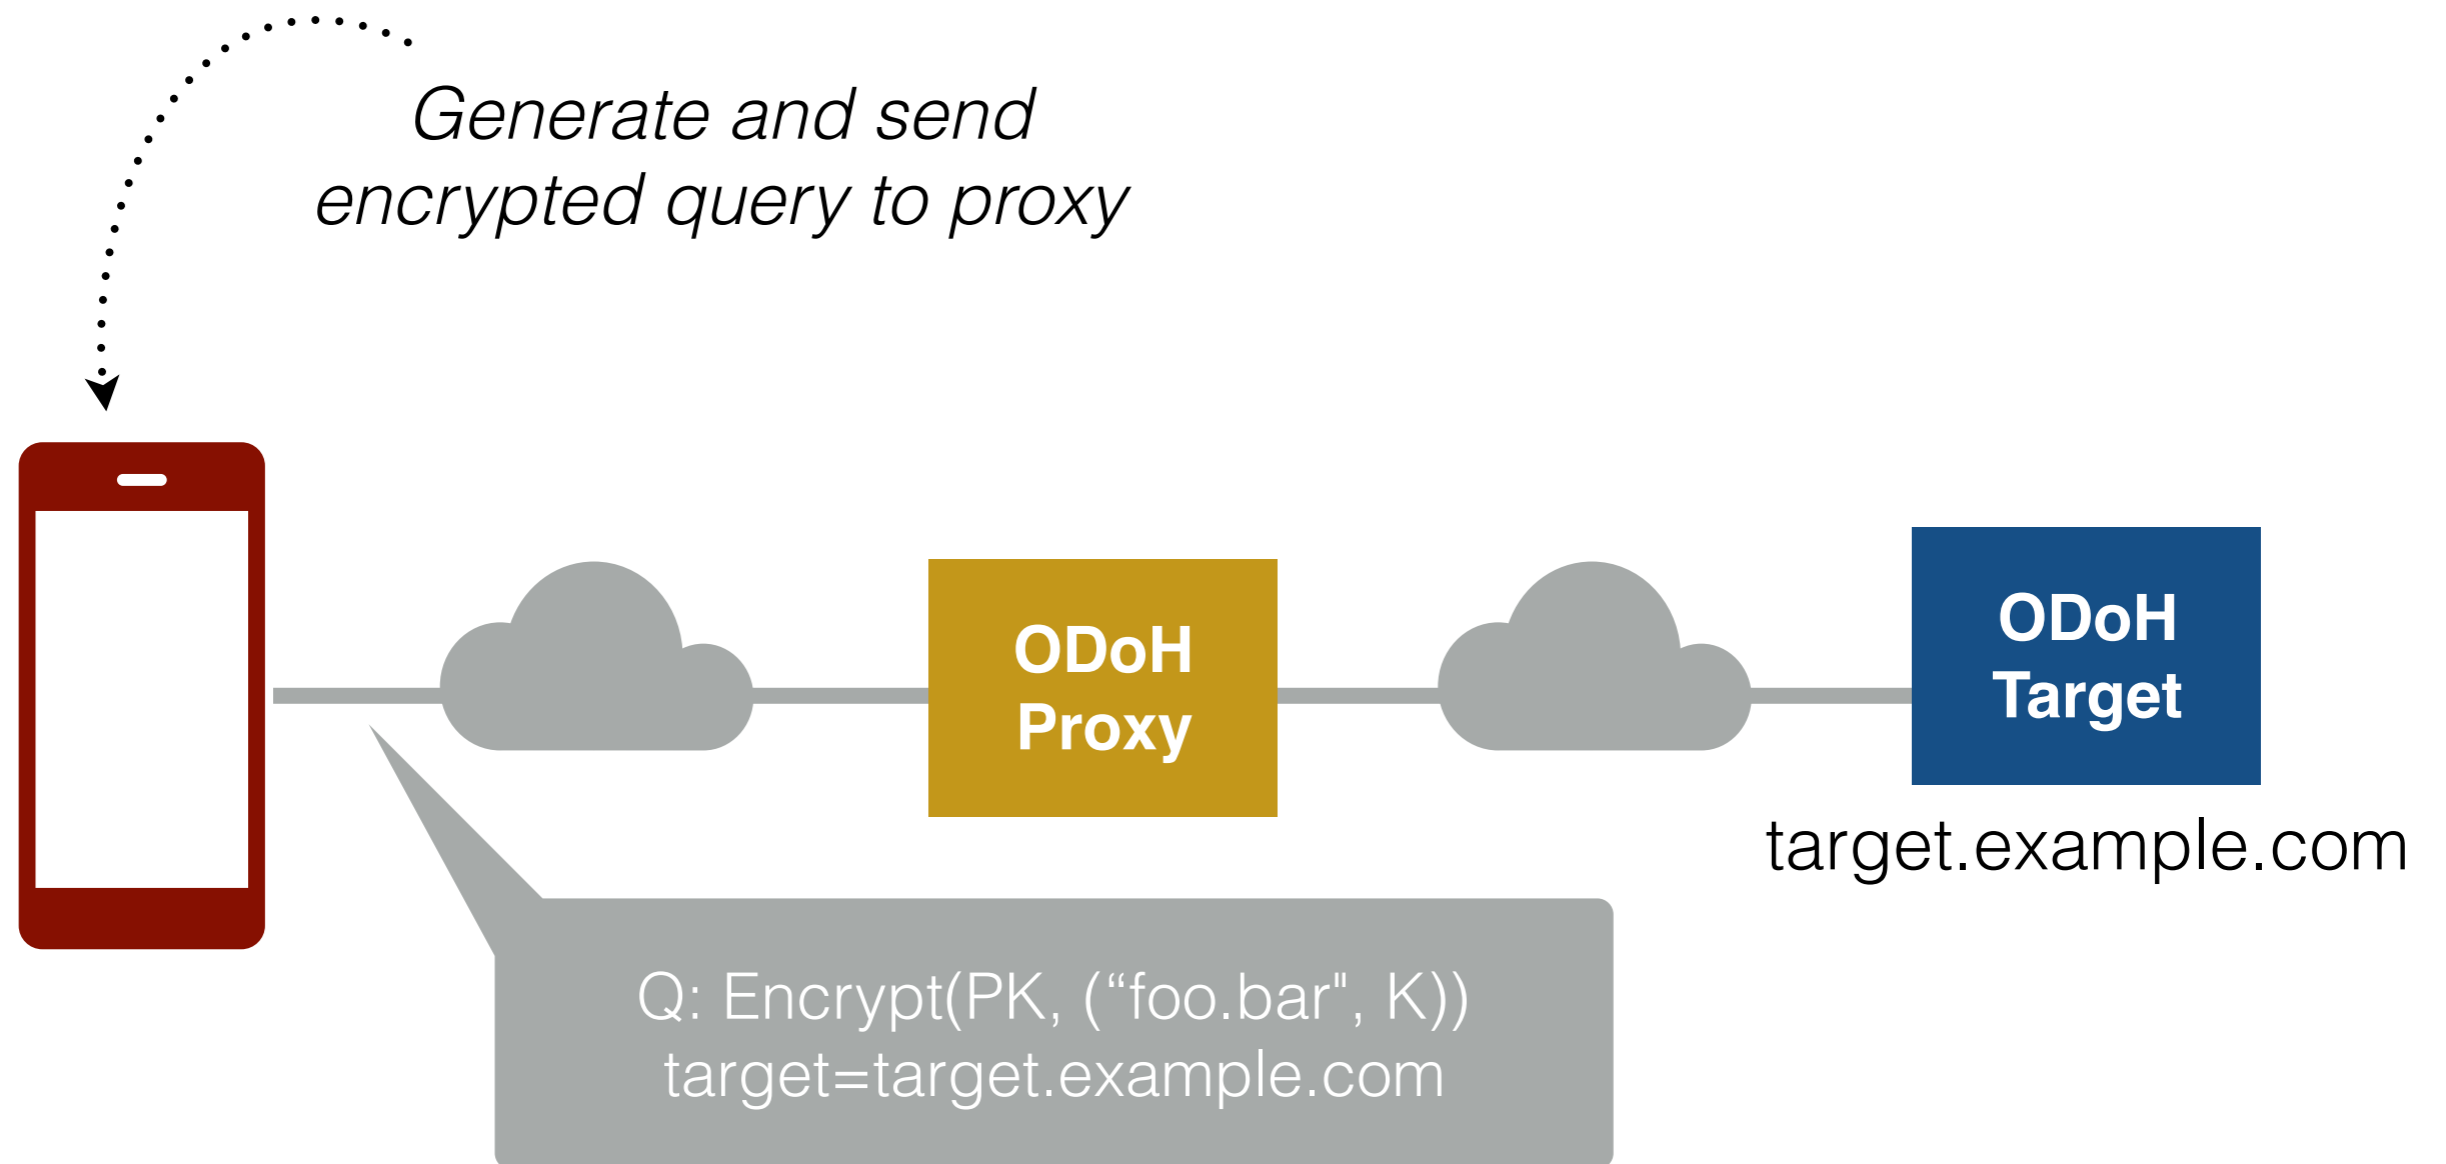 Generate and send
encrypted query to proxy
ODoH
Proxy
ODoH
Target
target.example.com
Q: Encrypt(PK, (“foo.bar", K))
target=target.example.com